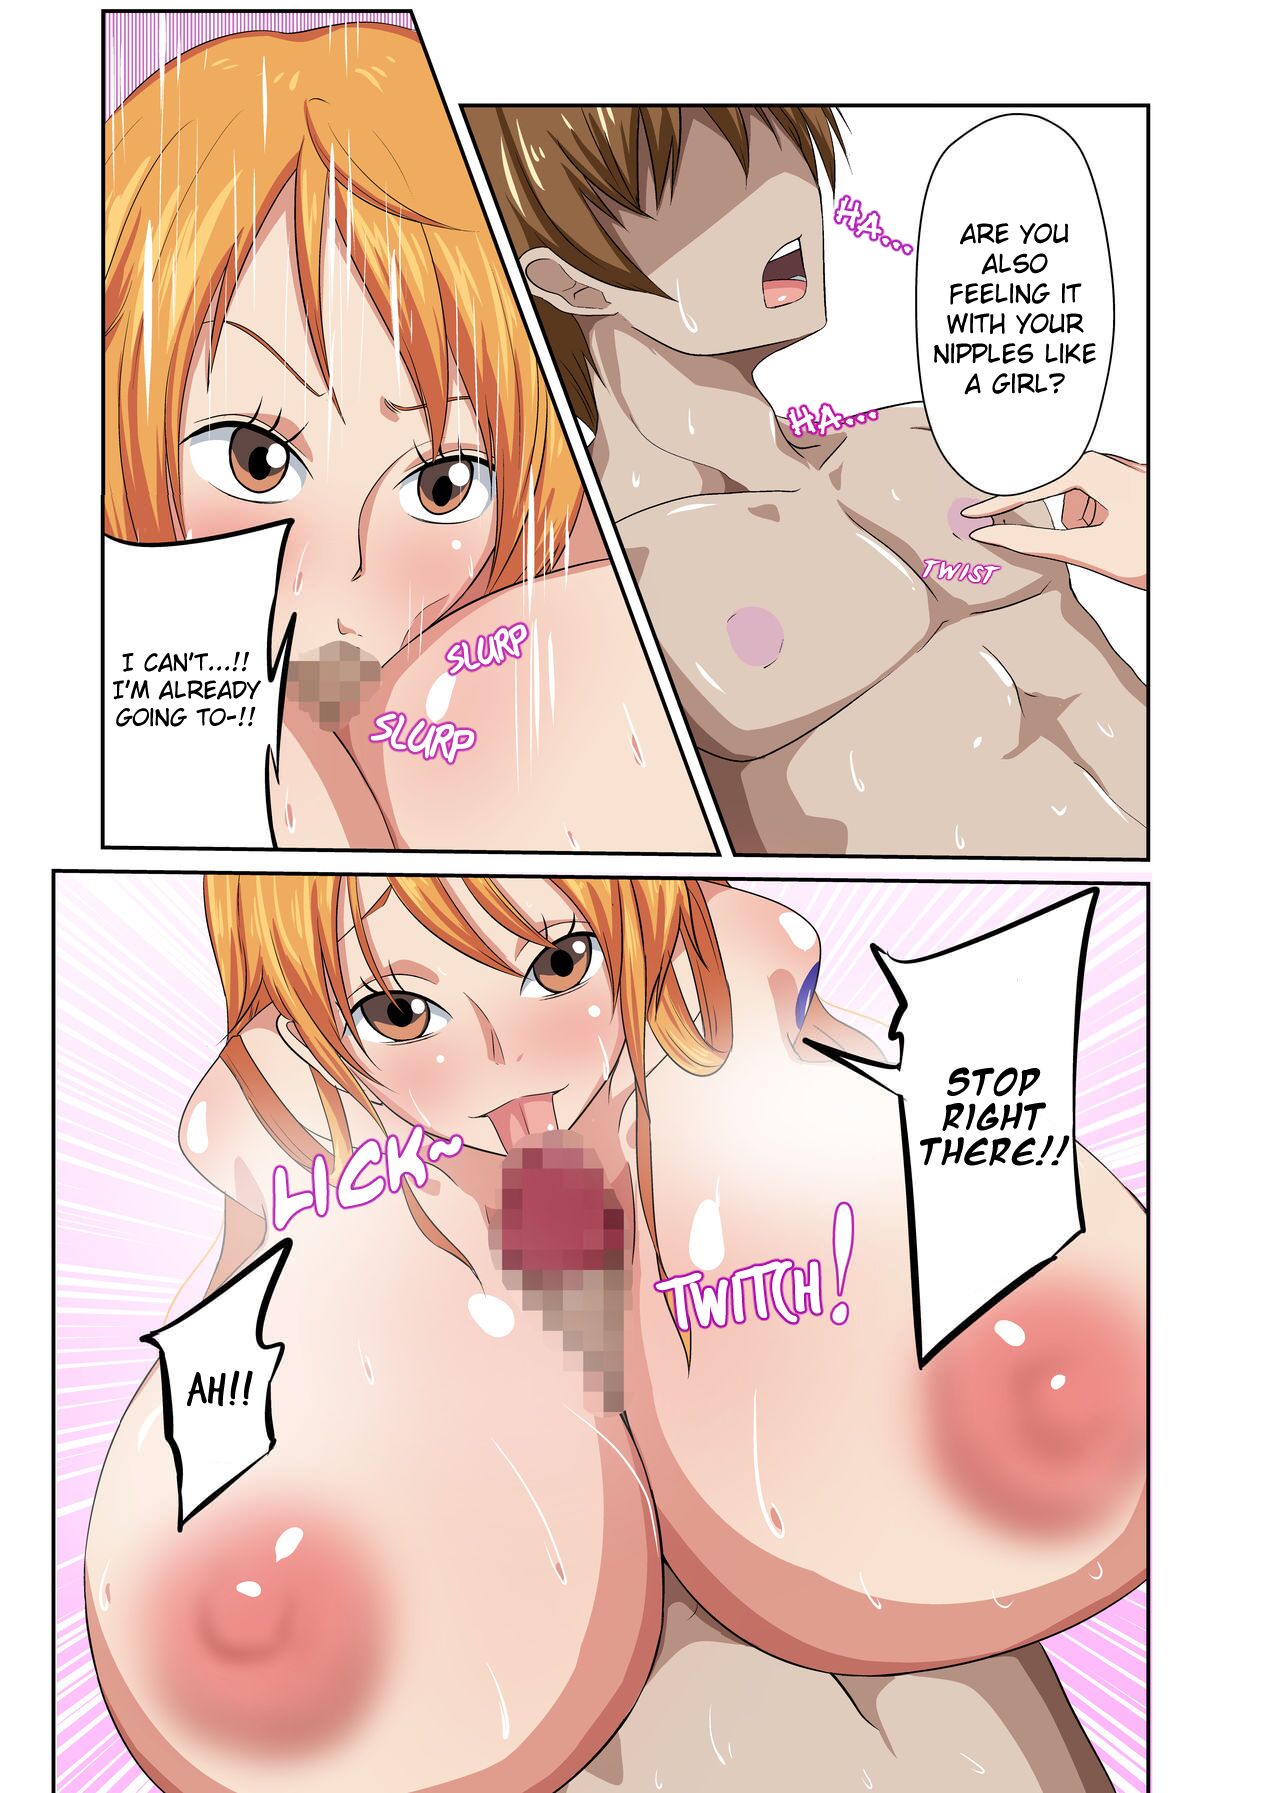 ARE YOU
ALSO
FEELING IT
WITH YOUR
NIPPLES LIKE
A GIRL?
HA...
HA...
TWIST
I CAN'T...!!
I'M ALREADY
GOING TO-!!
SLURP
SLURP
STOP
RIGHT
THERE!!
LICK~
TWITCH!
AH!!